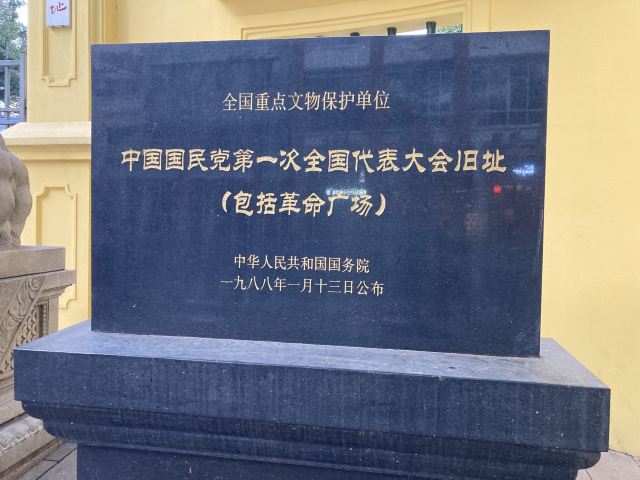 址
全国重点文物保护单位
中国国民党第一次全国代表大会旧址
(包括革命广场)
中华人民共和国国务院
一九八八年一月十三日公布